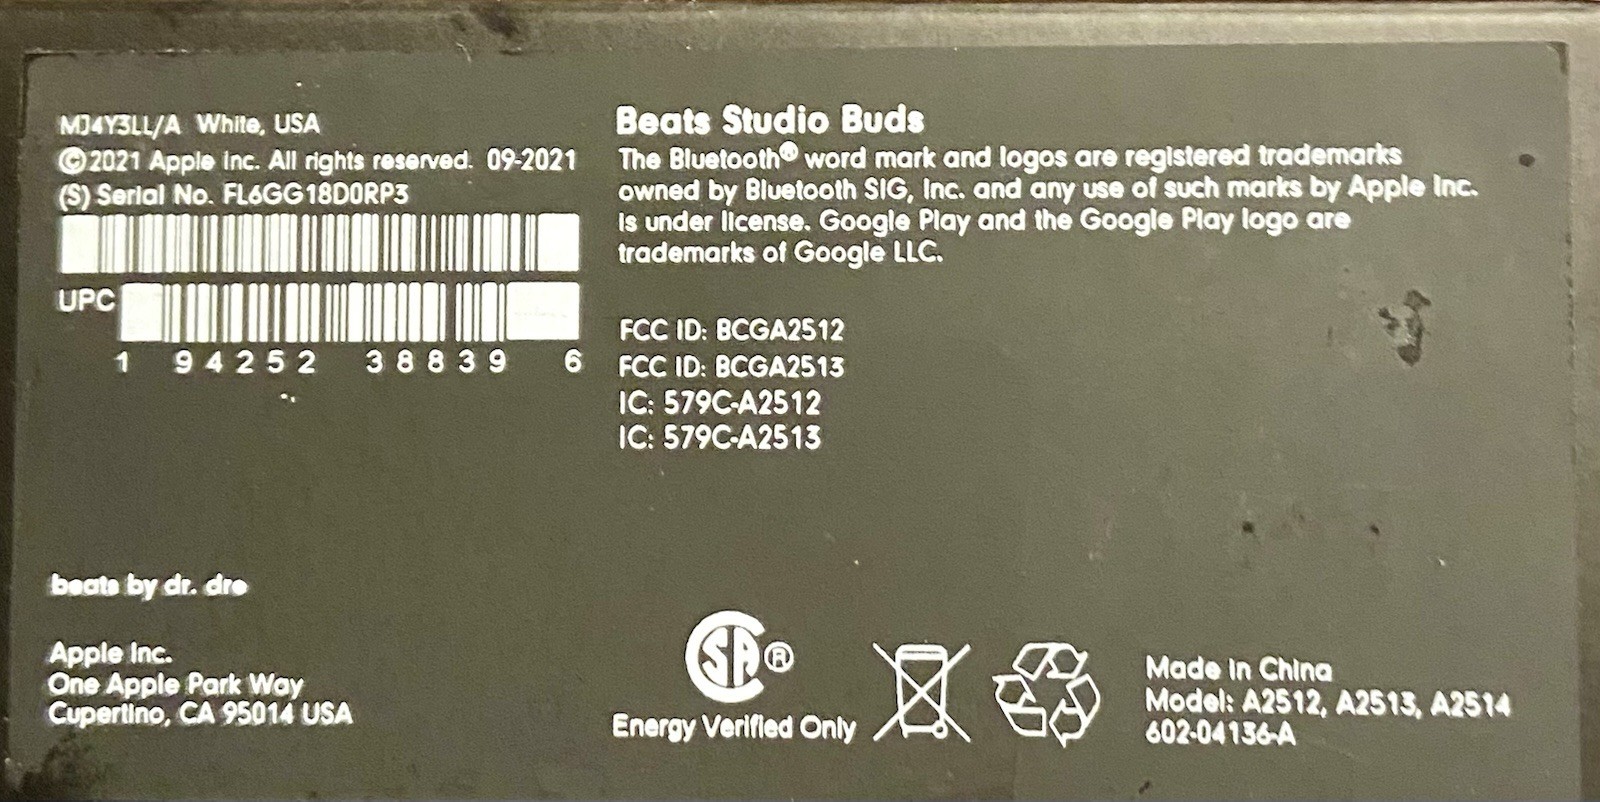 MJ4Y3LL/A White, USA
©2021 Apple Inc. All rights reserved. 09-2021
(S) Serial No. FL6GG18D0RP3
UPC
1 94252 38839 6
Beats Studio Buds
The Bluetooth® word mark and logos are registered trademarks
owned by Bluetooth SIG, Inc. and any use of such marks by Apple Inc.
is under license. Google Play and the Google Play logo are
trademarks of Google LLC.
FCC ID: BCGA2512
FCC ID: BCGA2513
IC: 579C-A2512
IC: 579C-A2513
beats by dr. dre
Apple Inc.
One Apple Park Way
Cupertino, CA 95014 USA
SA®
Energy Verified Only
Made in China
Model: A2512, A2513, A2514
602-04136-A